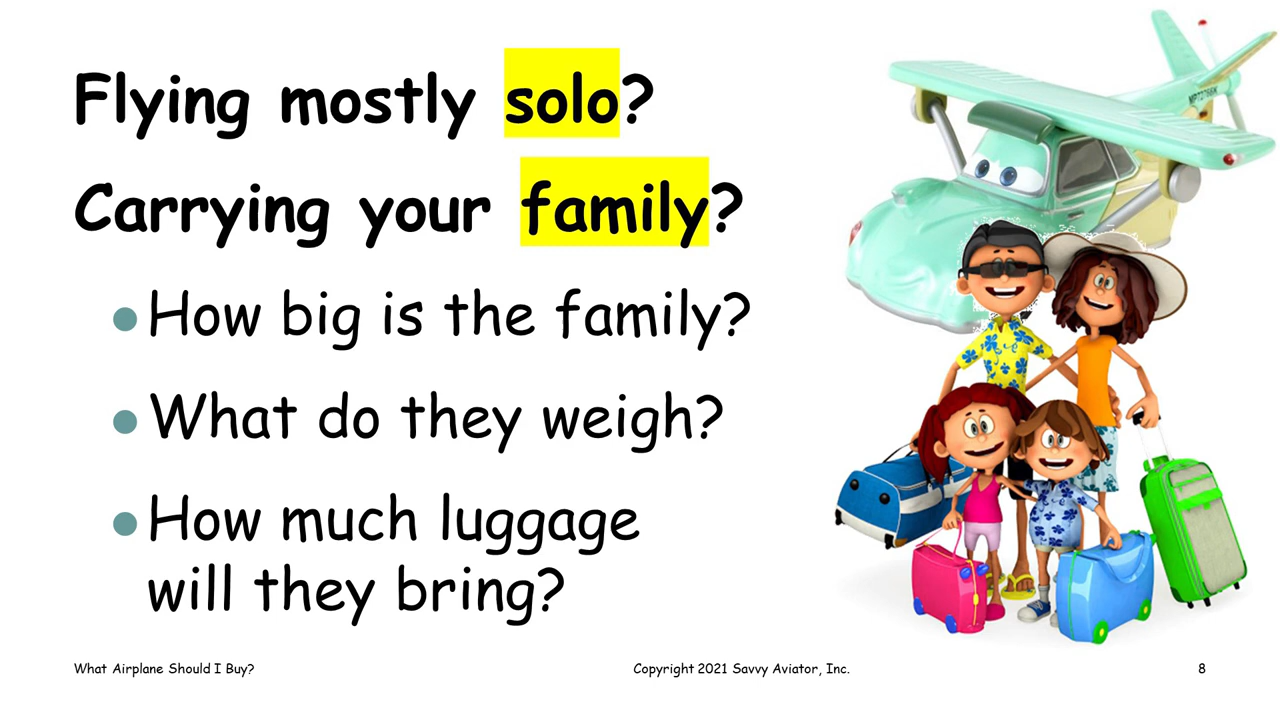 Flying mostly solo?
Carrying your family?
How big is the family?
What do they weigh?
How much luggage
will they bring?
What Airplane Should I Buy?
Copyright 2021 Savvy Aviator, Inc.
8